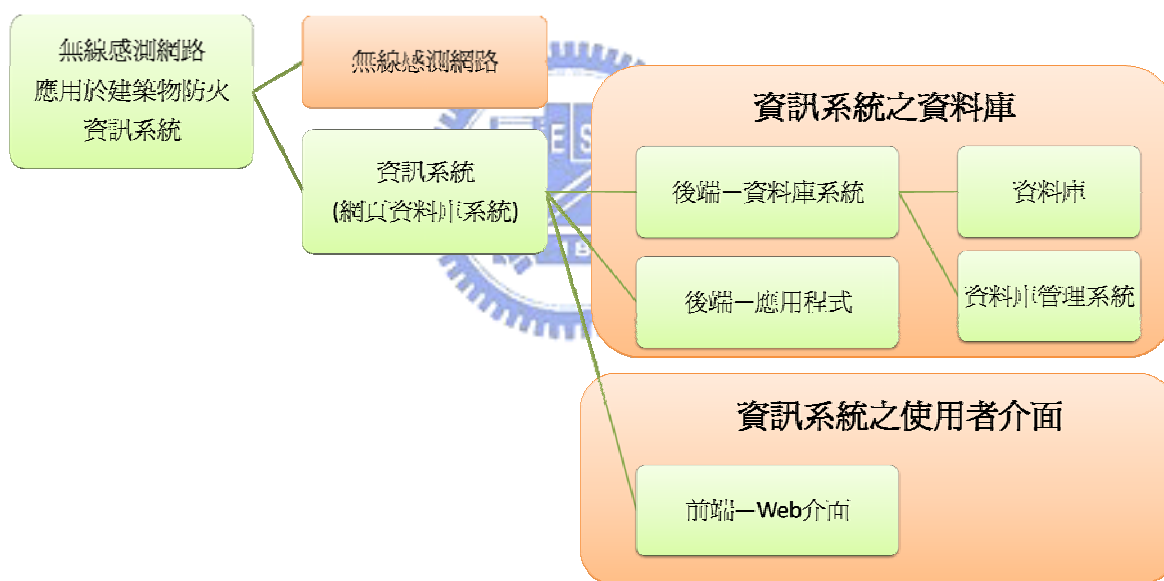 無線感測網路
應用於建築物防火
資訊系統
無線感測網路
資訊系統
(網頁資料庫系統)
資訊系統之資料庫
後端—資料庫系統
資料庫
後端—應用程式
資料庫管理系統
資訊系統之使用者介面
前端—Web介面
E S